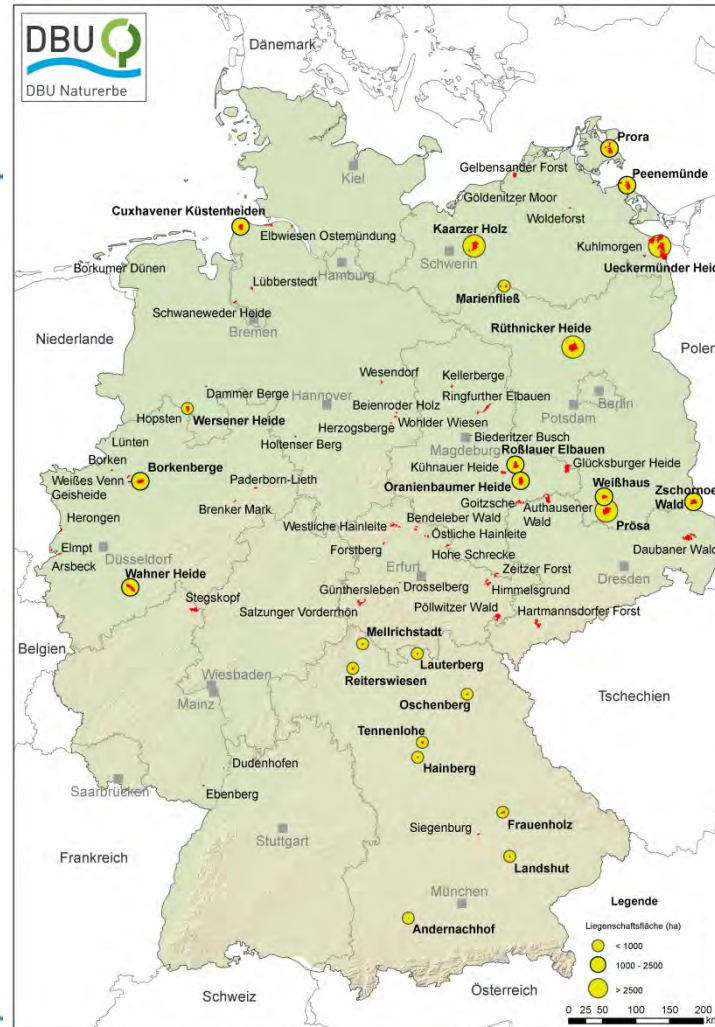 DBU
DBU Naturerbe
Dänemark
Kiel
Prora
Gelbensander Forst
Peenemünde
Göldenitzer Moor
Woldeforst
Cuxhavener Küstenheiden
Elbwiesen Ostemündung
Kaarzer Holz
Schwerin
Kuhlmorgen
Ueckermünder Heid
Borkumer Dünen
Hamburg
Lübberstedt
Marienfließ
Schwaneweder Heide
Bremen
Niederlande
Rüthnicker Heide
Polen
Wesendorf
Kellerberge
Dammer Berge
Hannover
Beienroder Holz
Ringfurther Elbauen
Berlin
Potsdam
Hopsten
Wersener Heide
Herzogsberge
Wohlder Wiesen
Holtenser Berg
Magdeburg
Biederitzer Busch
Lünten
Borken
Roßlauer Elbauen
Weißes Venn
Geisheide
Borkenberge
Paderborn-Lieth
Kühnauer Heide
Glücksburger Heide
Oranienbaumer Heide
Weißhaus
Zschornoer
Wald
Herongen
Brenker Mark
Goitzsche
Authausener
Wald
Westliche Hainleite
Bendeleber Wald
Prösa
Elmpt
Düsseldorf
Östliche Hainleite
Forstberg
Hohe Schrecke
Daubaner Wald
Arsbeck
Erfurt
Zeitzer Forst
Dresden
Wahner Heide
Stegskopf
Günthersleben
Drosselberg
Himmelsgrund
Salzunger Vorderrhön
Pöllwitzer Wald
Hartmannsdorfer Forst
Mellrichstadt
Belgien
Lauterberg
Reiterswiesen
Wiesbaden
Tschechien
Mainz
Oschenberg
Tennenlohe
Dudenhofen
Hainberg
Saarbrücken
Ebenberg
Frauenholz
Stuttgart
Siegenburg
Frankreich
Landshut
München
Andernachhof
Schweiz
Österreich
Legende
Liegenschaftsfläche (ha)
< 1000
1000 - 2500
> 2500
0 25 50 100 150 200
km